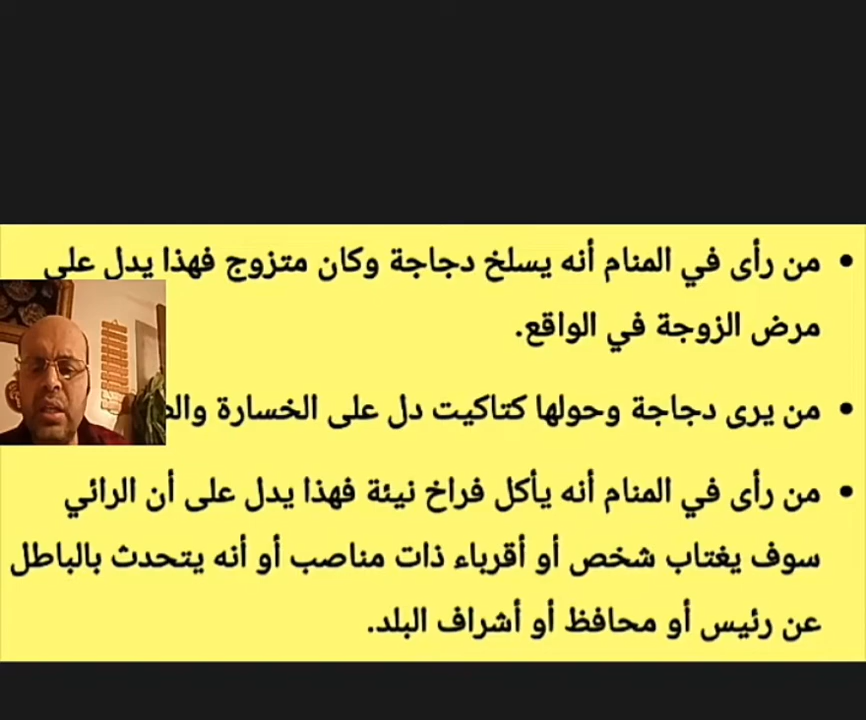 • من رأى في المنام أنه يسلخ دجاجة وكان متزوج فهذا يدل على
مرض الزوجة في الواقع.
• من يرى دجاجة وحولها كتاكيت دل على الخسارة
• من رأى في المنام أنه يأكل فراخ نيئة فهذا يدل على أن الرائي
سوف يغتاب شخص أو أقرباء ذات مناصب أو أنه يتحدث بالباطل
عن رئيس أو محافظ أو أشراف البلد.